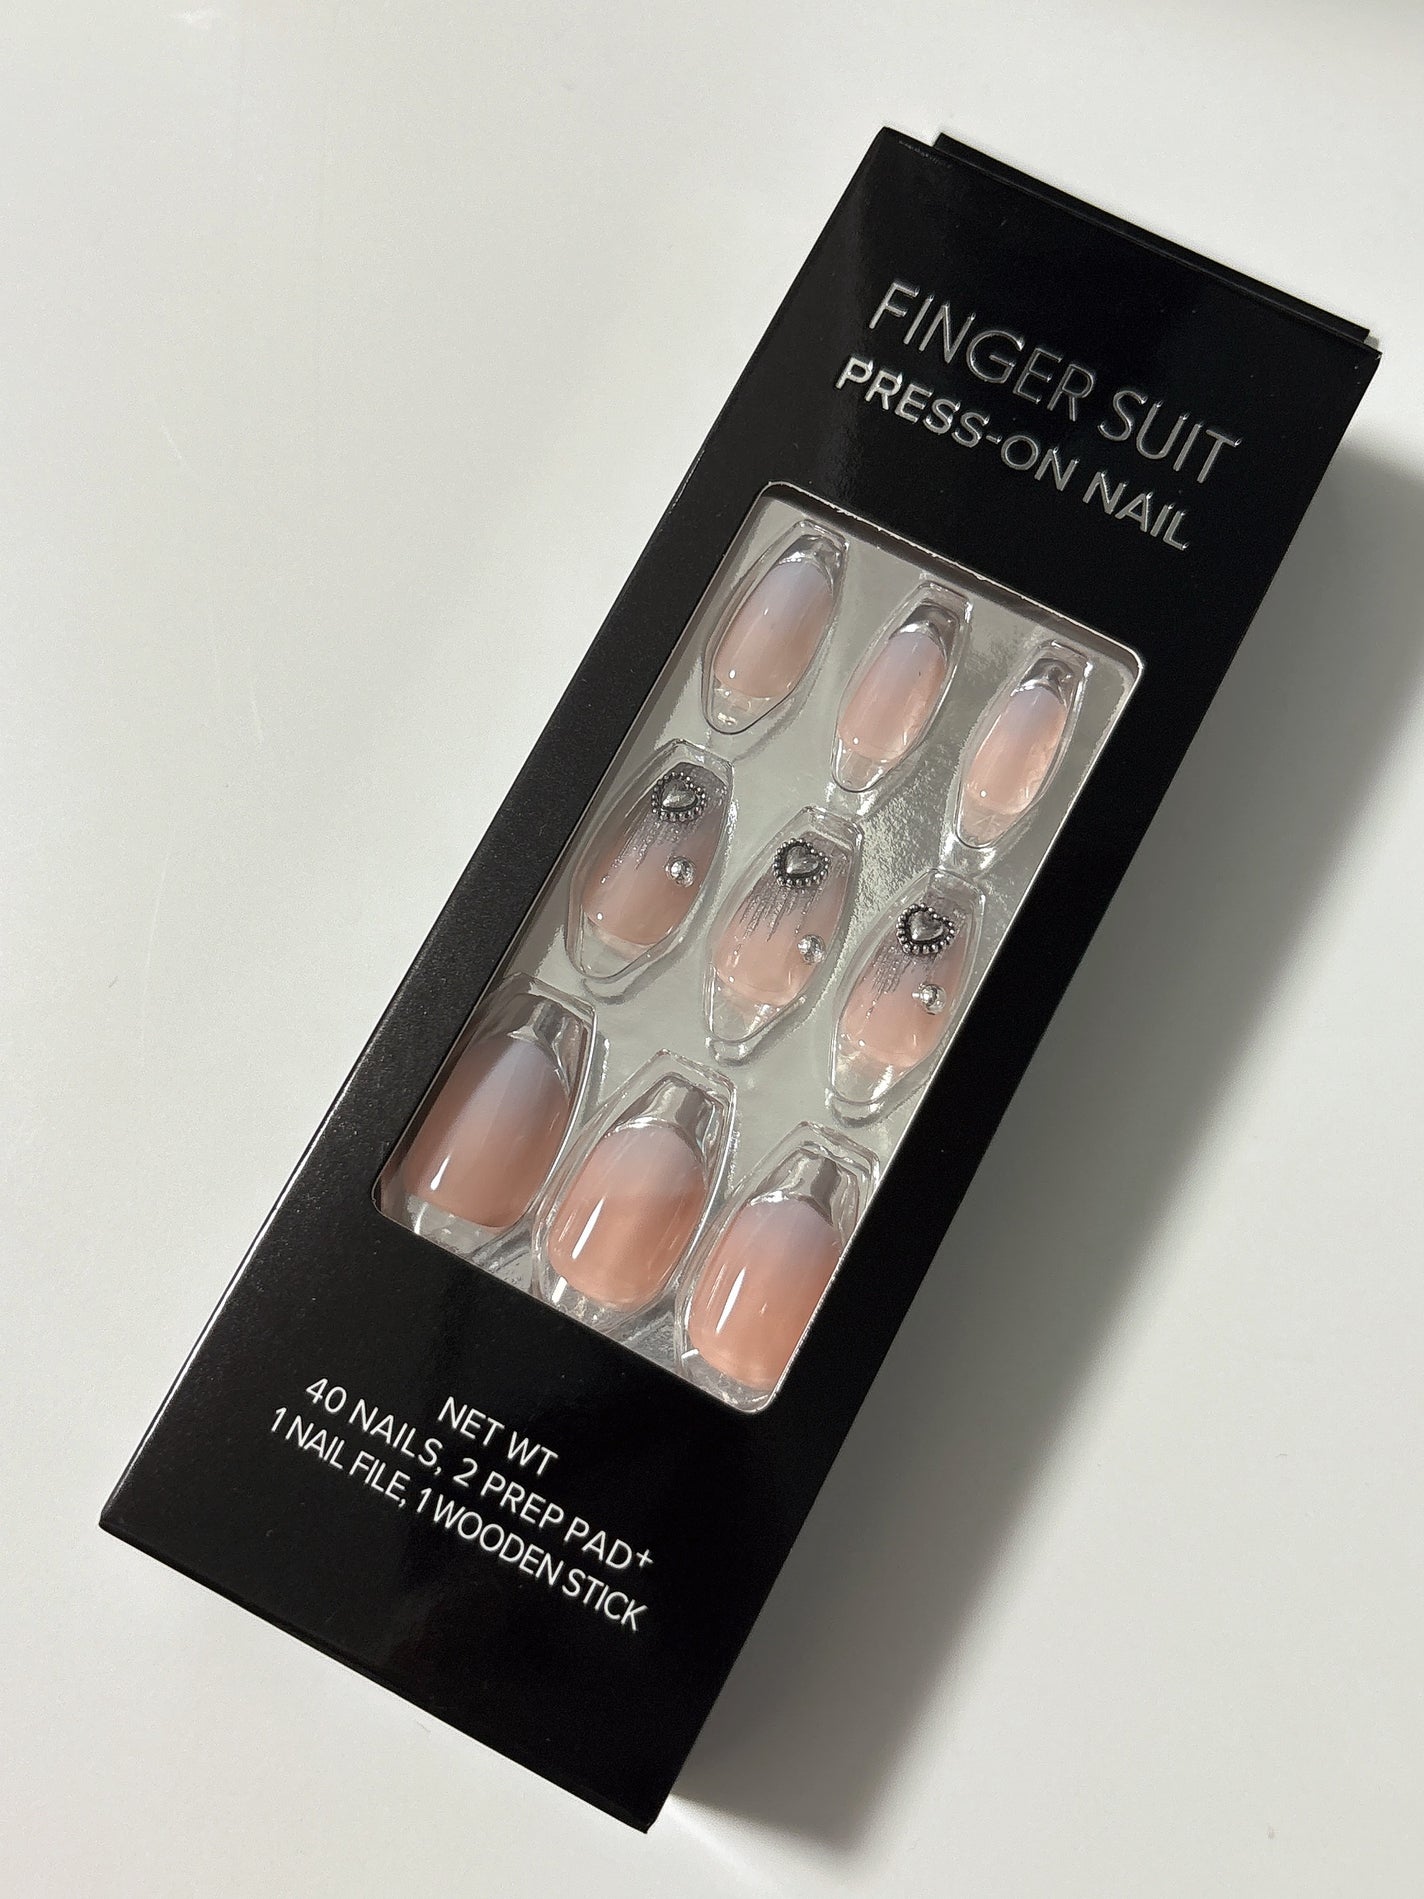 FINGER SUIT
PRESS-ON NAIL
NET WT
40 NAILS, 2 PREP PAD+
1 NAIL FILE, 1 WOODEN STICK